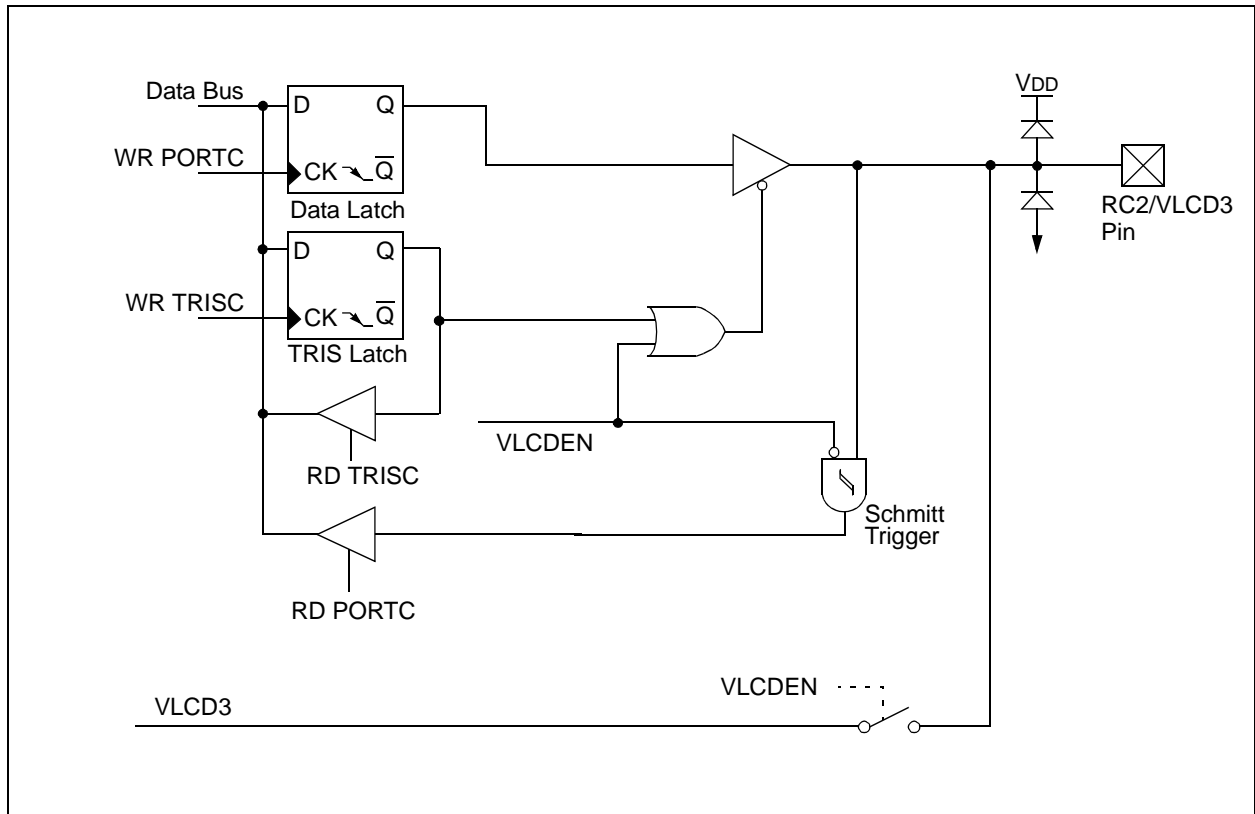 Data Bus
D Q
WR PORTC
CK Q̅
Data Latch
VDD
RC2/VLCD3
Pin
D Q
WR TRISC
CK Q̅
TRIS Latch
RD TRISC
VLCDEN
Schmitt
Trigger
RD PORTC
VLCDEN
VLCD3